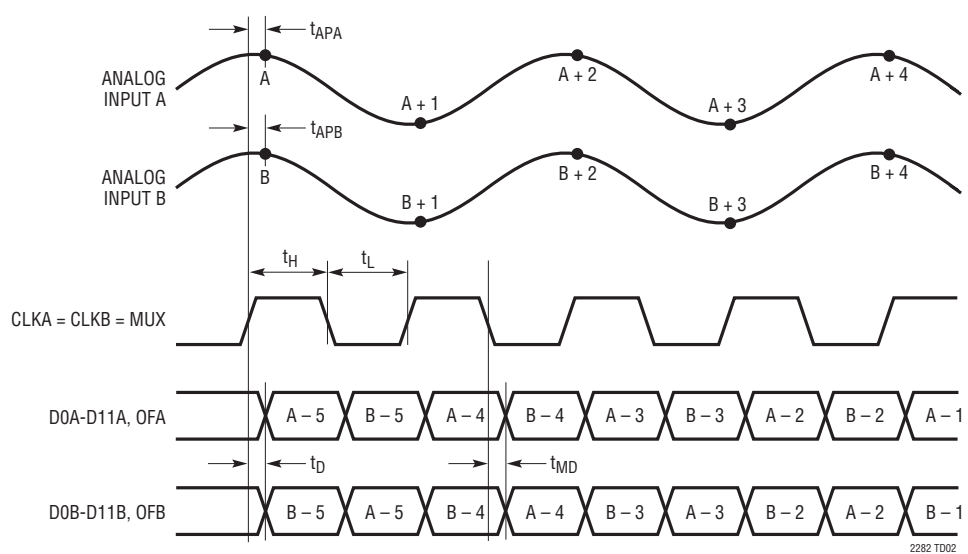 tAPA
ANALOG
INPUT A
A
A + 1
A + 2
A + 3
A + 4
tAPB
ANALOG
INPUT B
B
B + 1
B + 2
B + 3
B + 4
tH
tL
CLKA = CLKB = MUX
D0A-D11A, OFA
A – 5
B – 5
A – 4
B – 4
A – 3
B – 3
A – 2
B – 2
A – 1
tD
tMD
D0B-D11B, OFB
B – 5
A – 5
B – 4
A – 4
B – 3
A – 3
B – 2
A – 2
B – 1
2282 TD02